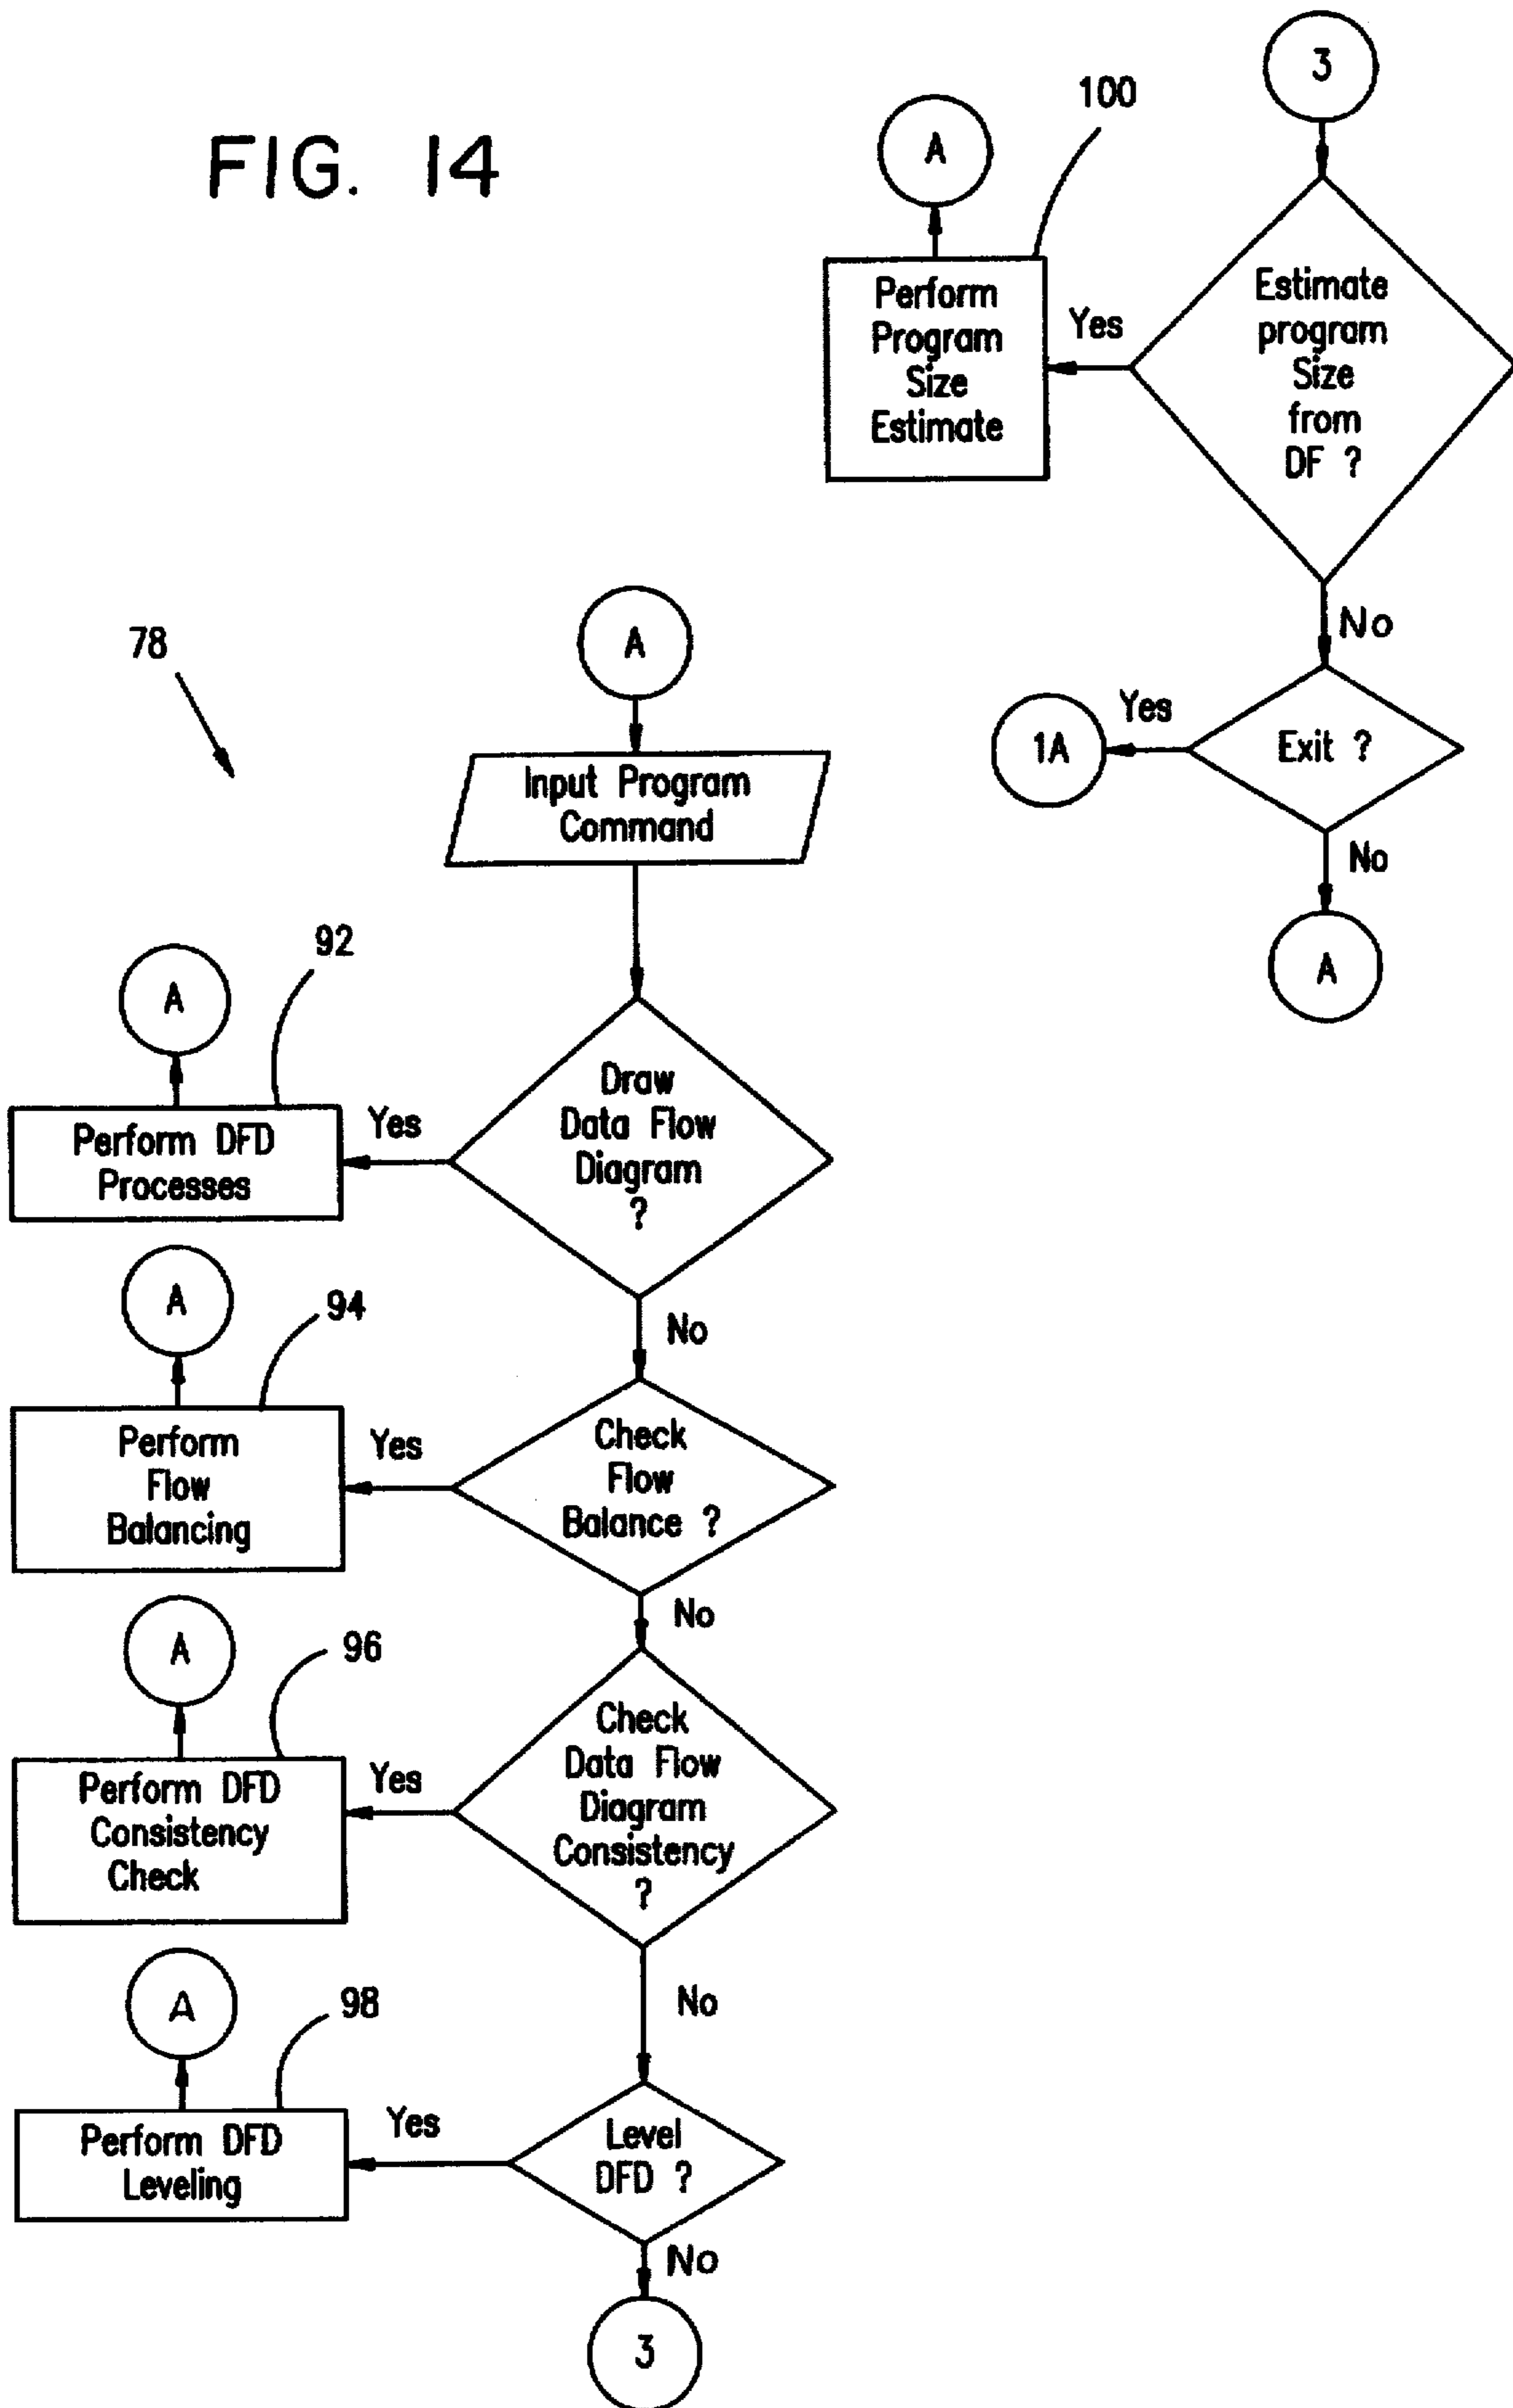 FIG. 14
78
A
Input Program
Command
Draw
Data Flow
Diagram
?
Yes
92
Perform DFD
Processes
A
No
Check
Flow
Balance ?
Yes
94
Perform
Flow
Balancing
A
No
Check
Data Flow
Diagram
Consistency
?
Yes
96
Perform DFD
Consistency
Check
A
No
Level
DFD ?
Yes
98
Perform DFD
Leveling
A
No
3
3
Estimate
program
Size
from
DF ?
Yes
100
Perform
Program
Size
Estimate
A
No
Exit ?
Yes
1A
No
A